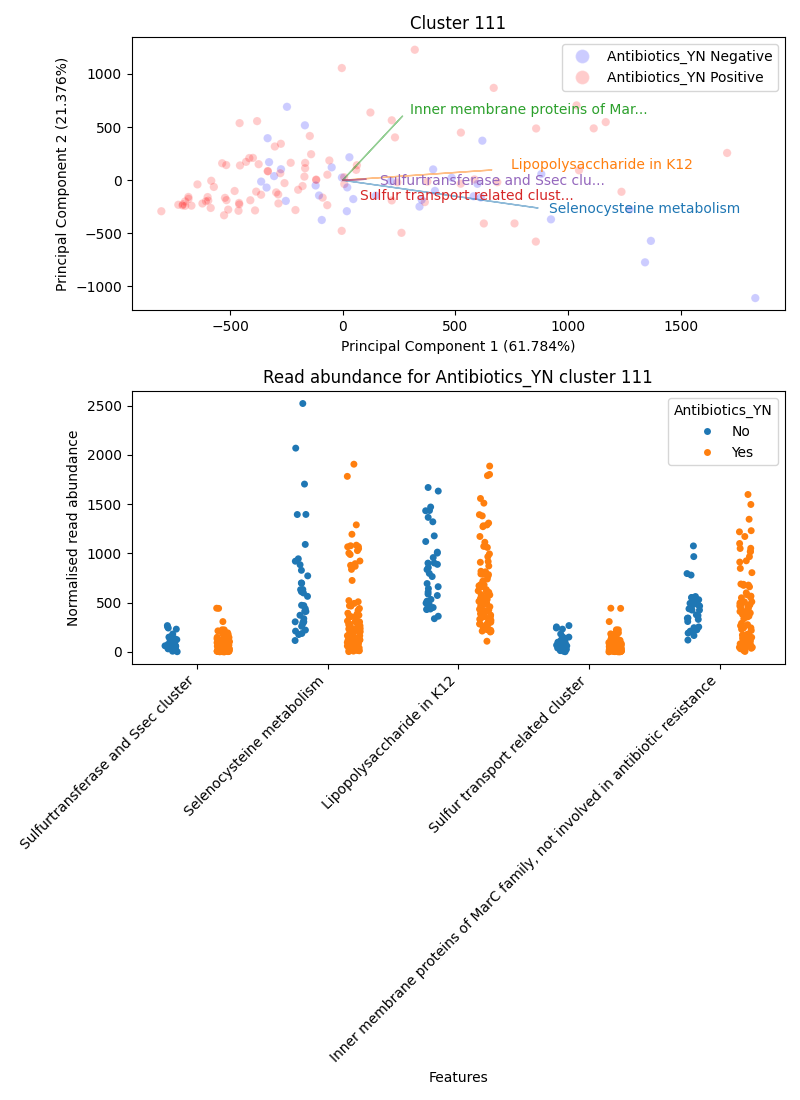 Cluster 111
Principal Component 2 (21.376%)
1000
500
0
−500
−1000
Antibiotics_YN Negative
Antibiotics_YN Positive
Inner membrane proteins of Mar...
Lipopolysaccharide in K12
Sulfurtransferase and Ssec clu...
Sulfur transport related clust...
Selenocysteine metabolism
−500
0
500
1000
1500
Principal Component 1 (61.784%)
Read abundance for Antibiotics_YN cluster 111
Normalised read abundance
2500
2000
1500
1000
500
0
Antibiotics_YN
No
Yes
Sulfurtransferase and Ssec cluster
Selenocysteine metabolism
Lipopolysaccharide in K12
Sulfur transport related cluster
Inner membrane proteins of MarC family, not involved in antibiotic resistance
Features